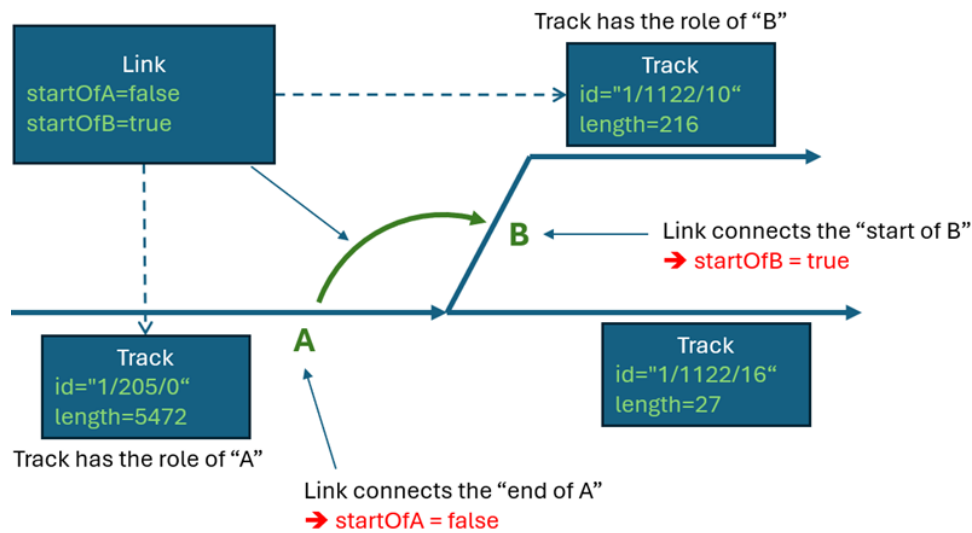 Track has the role of “B”
Link
startOfA=false
startOfB=true
Track
id="1/1122/10“
length=216
B
Link connects the “start of B”
➔ startOfB = true
A
Track
id="1/205/0“
length=5472
Track
id="1/1122/16“
length=27
Track has the role of “A”
Link connects the “end of A”
➔ startOfA = false